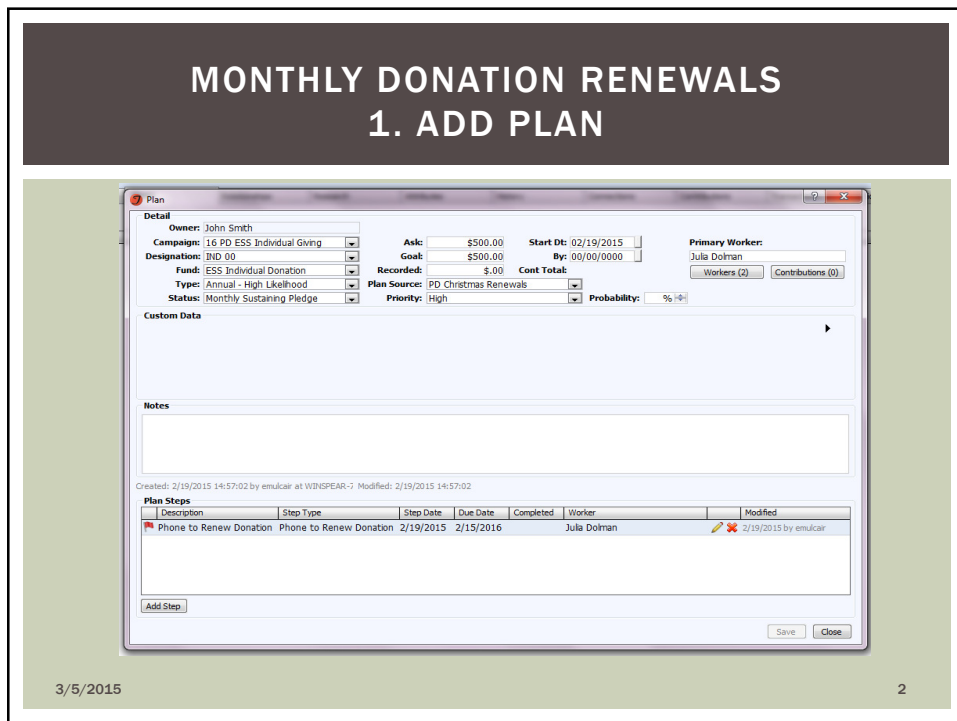 MONTHLY DONATION RENEWALS
1. ADD PLAN
Plan
Detail
Owner: John Smith
Campaign: 16 PD ESS Individual Giving Ask: $500.00 Start Dt: 02/19/2015 Primary Worker:
Designation: IND 00 Goal: $500.00 By: 00/00/0000 Julia Dolman
Fund: ESS Individual Donation Recorded: $.00 Cont Total: Workers (2) Contributions (0)
Type: Annual - High Likelihood Plan Source: PD Christmas Renewals
Status: Monthly Sustaining Pledge Priority: High Probability: %
Custom Data
Notes
Created: 2/19/2015 14:57:02 by emulcair at WINSPEAR-7 Modified: 2/19/2015 14:57:02
Plan Steps
Description Step Type Step Date Due Date Completed Worker Modified
Phone to Renew Donation Phone to Renew Donation 2/19/2015 2/15/2016 Julia Dolman 2/19/2015 by emulcair
Add Step
Save Close
3/5/2015 2